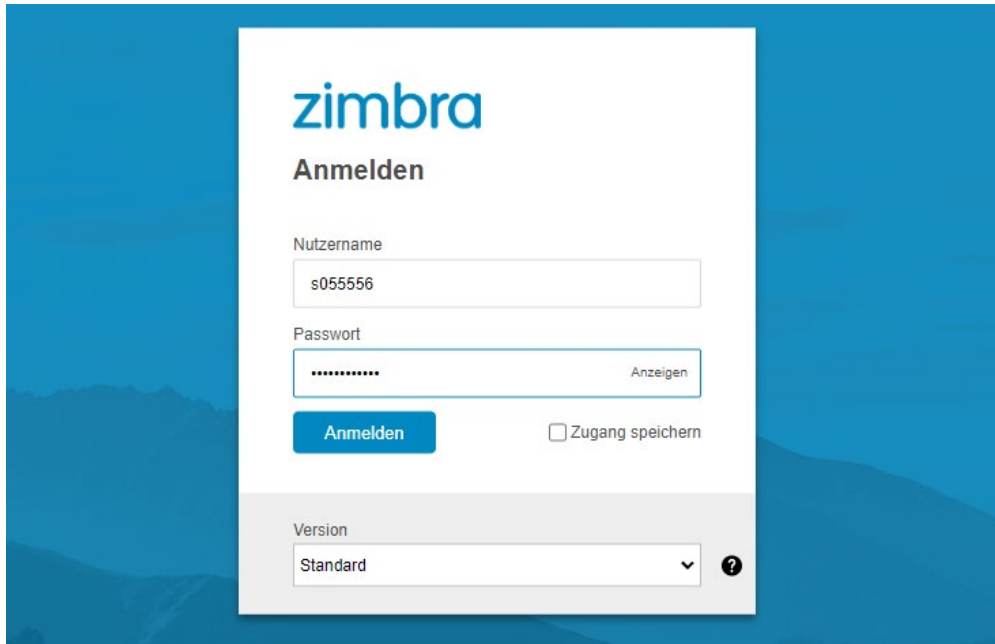 zimbra
Anmelden
Nutzername
s055556
Passwort
•••••••••••• Anzeigen
Anmelden Zugang speichern
Version
Standard ?